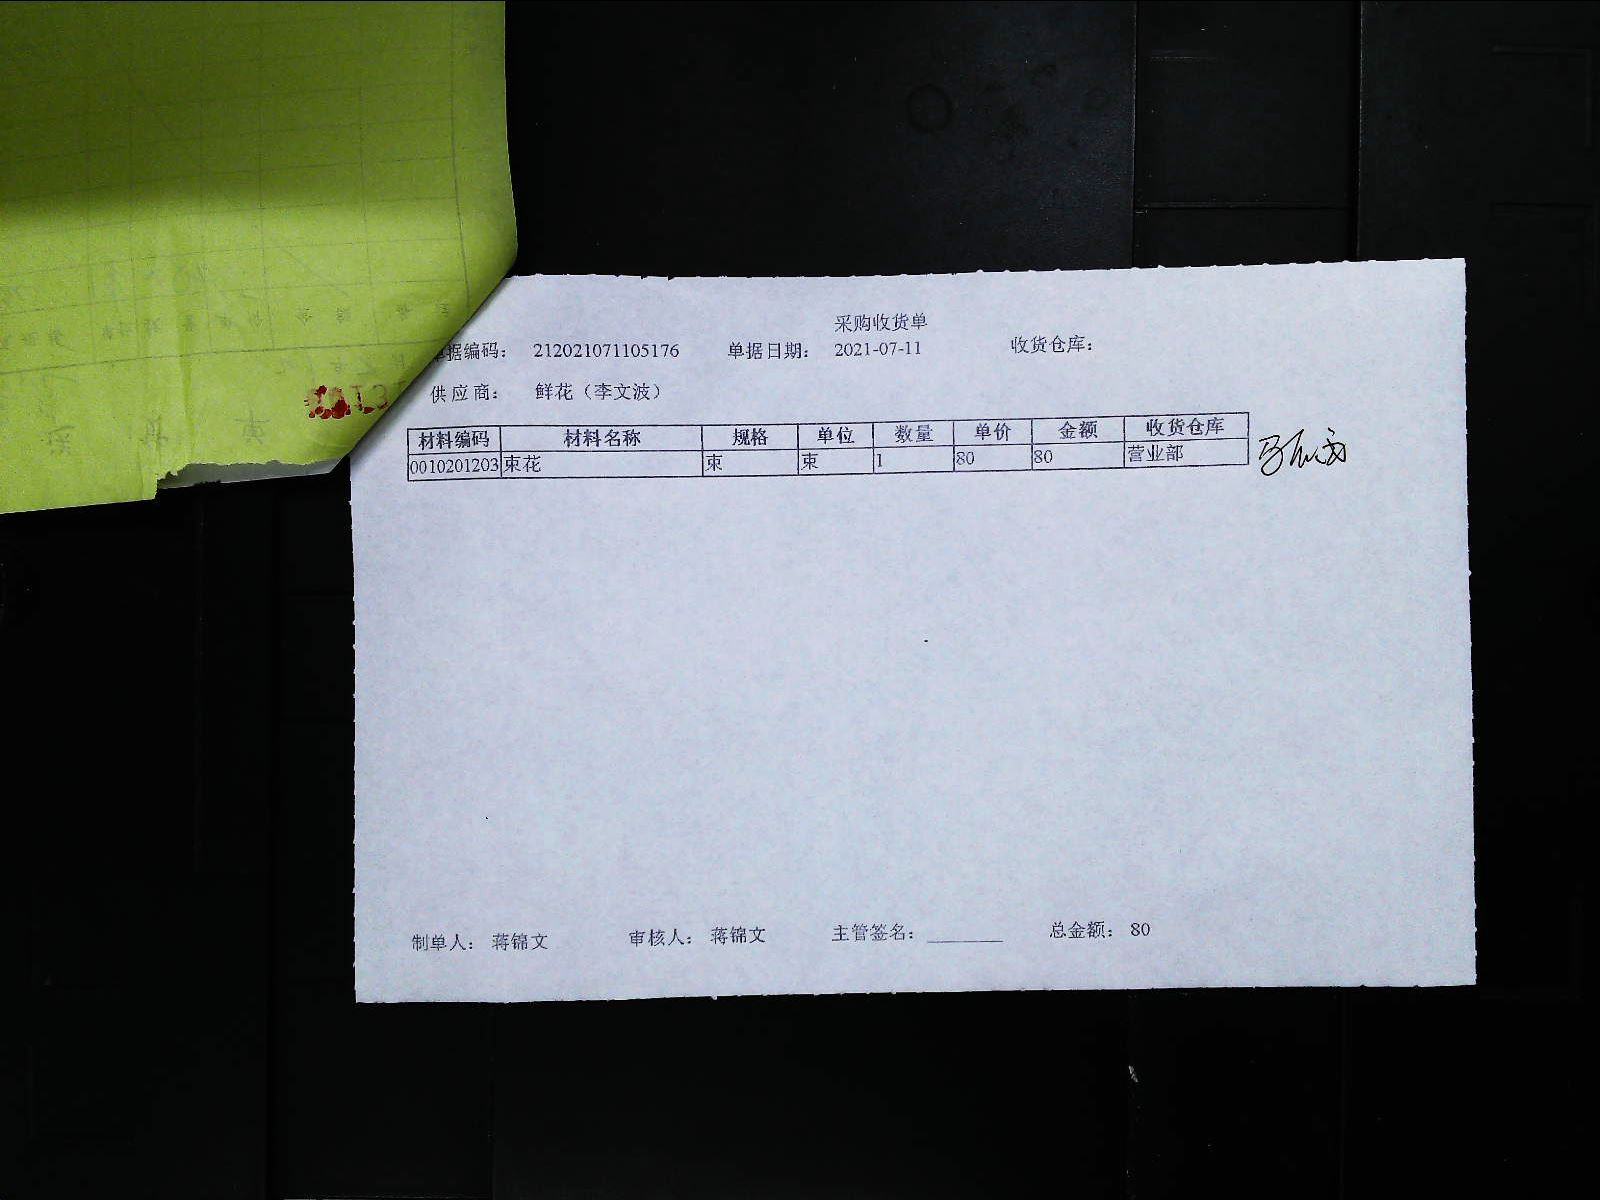 采购收货单
单据编码： 212021071105176 单据日期： 2021-07-11 收货仓库：
供应商： 鲜花（李文波）
材料编码 材料名称 规格 单位 数量 单价 金额 收货仓库
0010201203 束花 束 束 1 80 80 营业部
制单人： 蒋锦文 审核人： 蒋锦文 主管签名：________ 总金额： 80